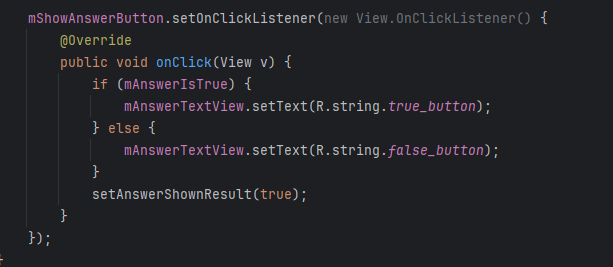 mShowAnswerButton.setOnClickListener(new View.OnClickListener() {
    @Override
    public void onClick(View v) {
        if (mAnswerIsTrue) {
            mAnswerTextView.setText(R.string.true_button);
        } else {
            mAnswerTextView.setText(R.string.false_button);
        }
        setAnswerShownResult(true);
    }
});
}